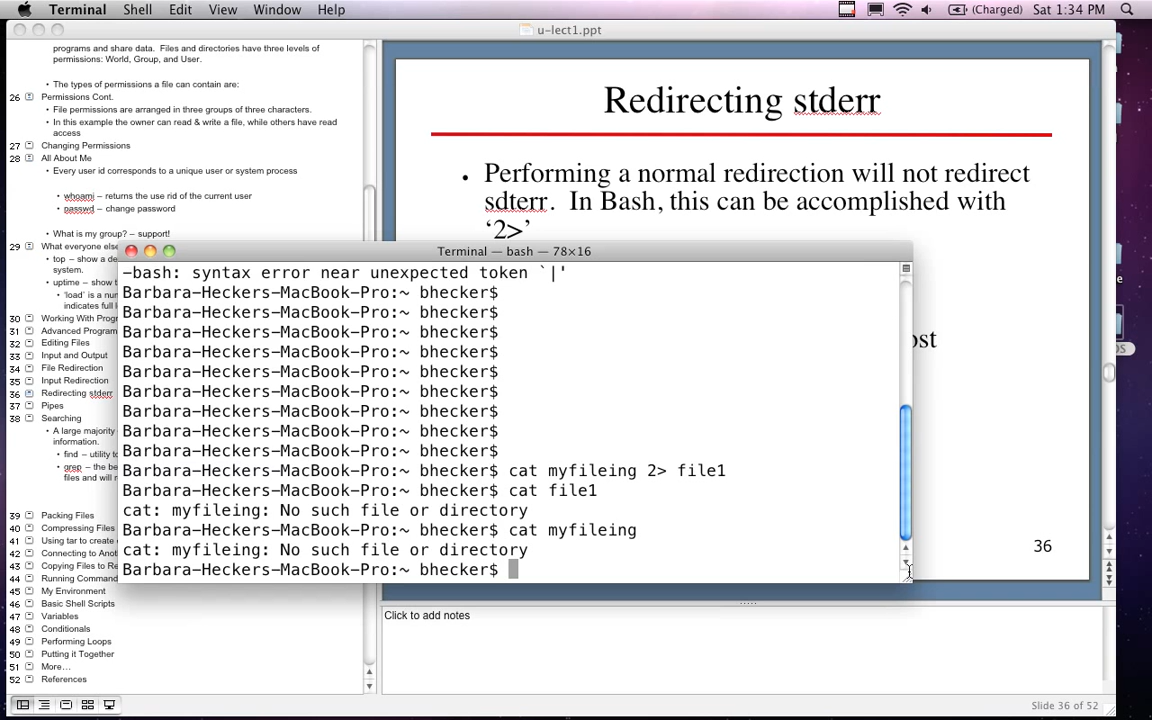 Terminal Shell Edit View Window Help (Charged) Sat 1:34 PM
u-lect1.ppt
programs and share data. Files and directories have three levels of
permissions: World, Group, and User.
• The types of permissions a file can contain are:
26 Permissions Cont.
• File permissions are arranged in three groups of three characters.
• In this example the owner can read & write a file, while others have read
access
27 Changing Permissions
28 All About Me
• Every user id corresponds to a unique user or system process
• whoami – returns the use rid of the current user
• passwd – change password
• What is my group? – support!
29 What everyone else
• top – show a de
system.
• uptime – show t
• 'load' is a num
indicates full l
30 Working With Progr
31 Advanced Program
32 Editing Files
33 Input and Output
34 File Redirection
35 Input Redirection
36 Redirecting stderr
37 Pipes
38 Searching
• A large majority
information.
• find – utility to
• grep – the be
files and will r
39 Packing Files
40 Compressing Files
41 Using tar to create
42 Connecting to Anot
43 Copying Files to Re
44 Running Command
45 My Environment
46 Basic Shell Scripts
47 Variables
48 Conditionals
49 Performing Loops
50 Putting it Together
51 More...
52 References
Redirecting stderr
• Performing a normal redirection will not redirect
sdterr. In Bash, this can be accomplished with
‘2>’
ost
36
Terminal — bash — 78×16
-bash: syntax error near unexpected token `|'
Barbara-Heckers-MacBook-Pro:~ bhecker$
Barbara-Heckers-MacBook-Pro:~ bhecker$
Barbara-Heckers-MacBook-Pro:~ bhecker$
Barbara-Heckers-MacBook-Pro:~ bhecker$
Barbara-Heckers-MacBook-Pro:~ bhecker$
Barbara-Heckers-MacBook-Pro:~ bhecker$
Barbara-Heckers-MacBook-Pro:~ bhecker$
Barbara-Heckers-MacBook-Pro:~ bhecker$
Barbara-Heckers-MacBook-Pro:~ bhecker$
Barbara-Heckers-MacBook-Pro:~ bhecker$ cat myfileing 2> file1
Barbara-Heckers-MacBook-Pro:~ bhecker$ cat file1
cat: myfileing: No such file or directory
Barbara-Heckers-MacBook-Pro:~ bhecker$ cat myfileing
cat: myfileing: No such file or directory
Barbara-Heckers-MacBook-Pro:~ bhecker$
Click to add notes
Slide 36 of 52